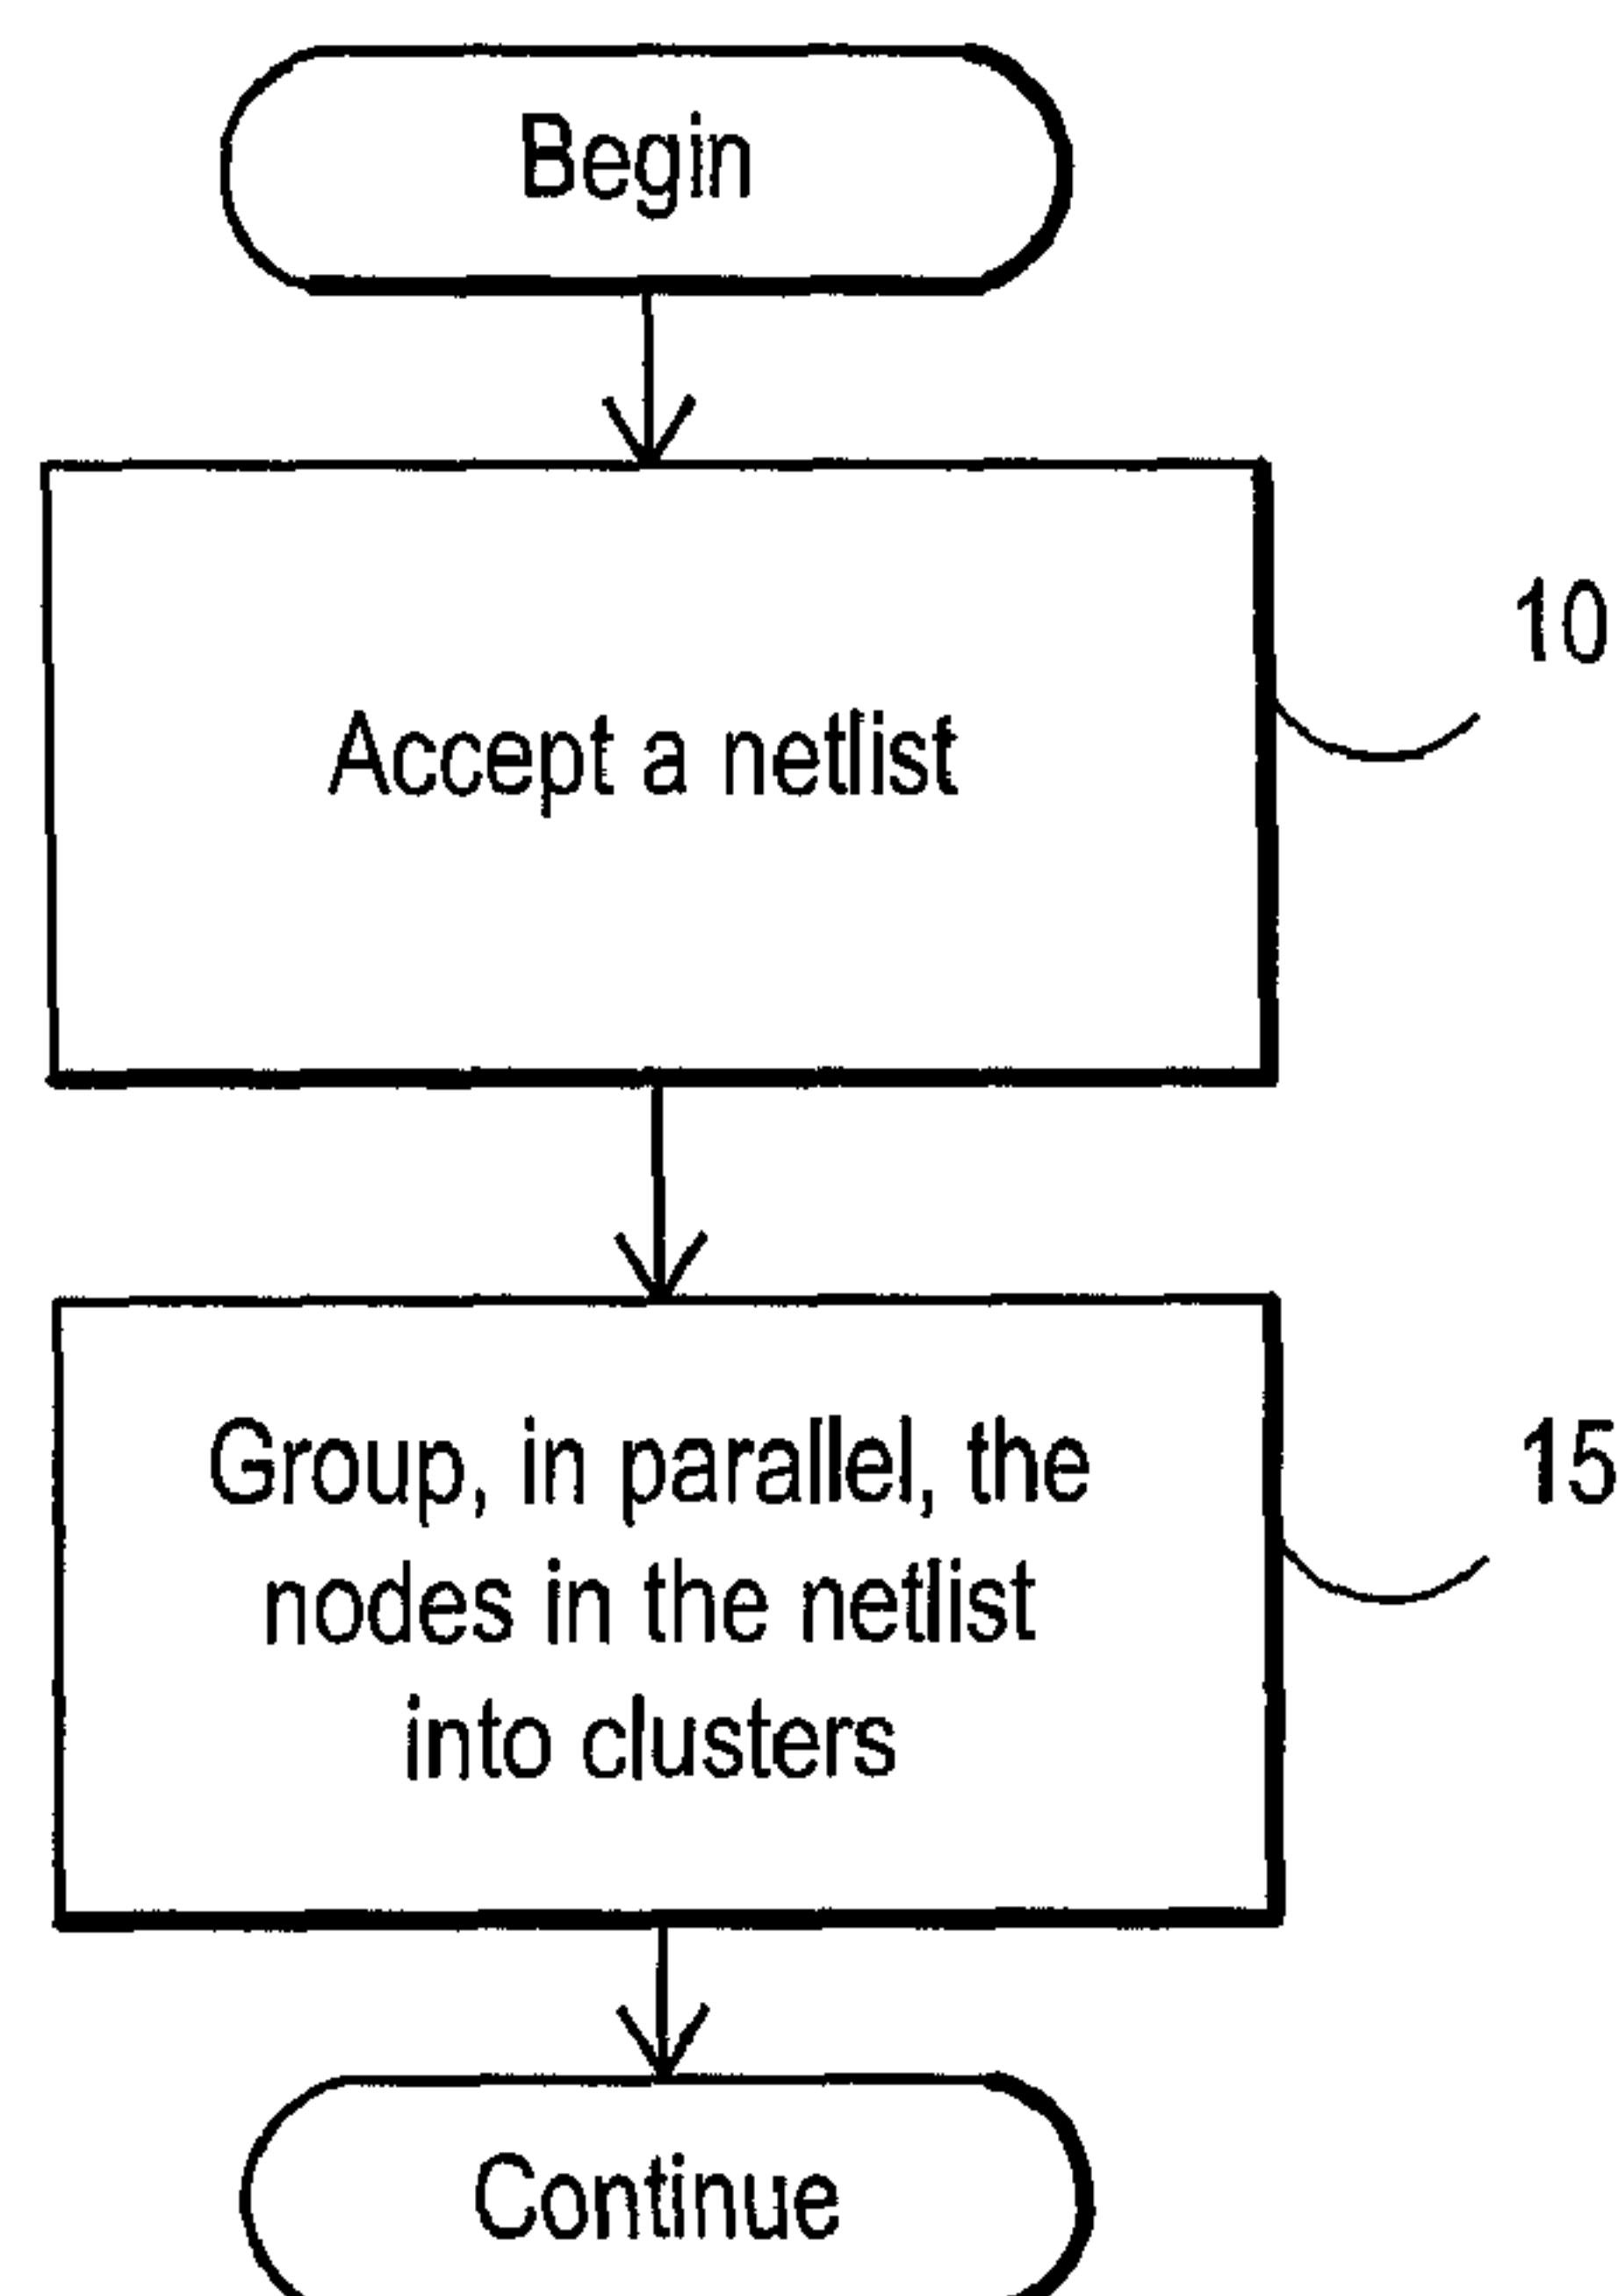 Begin
Accept a netlist
10
Group, in parallel, the
nodes in the netlist
into clusters
15
Continue